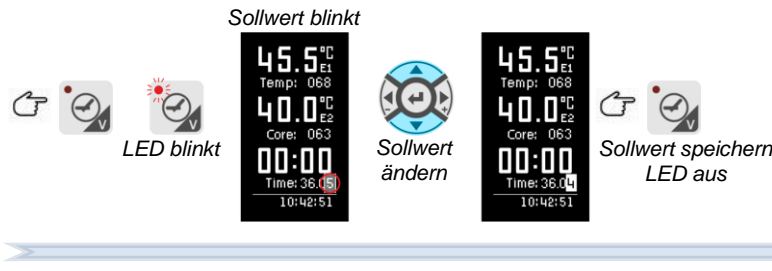 Sollwert blinkt
V
V
LED blinkt
45.5°C
E1
Temp: 068
40.0°C
E2
Core: 063
00:00
Time: 36.05
10:42:51
- +
Sollwert
ändern
45.5°C
E1
Temp: 068
40.0°C
E2
Core: 063
00:00
Time: 36.04
10:42:51
V
Sollwert speichern
LED aus